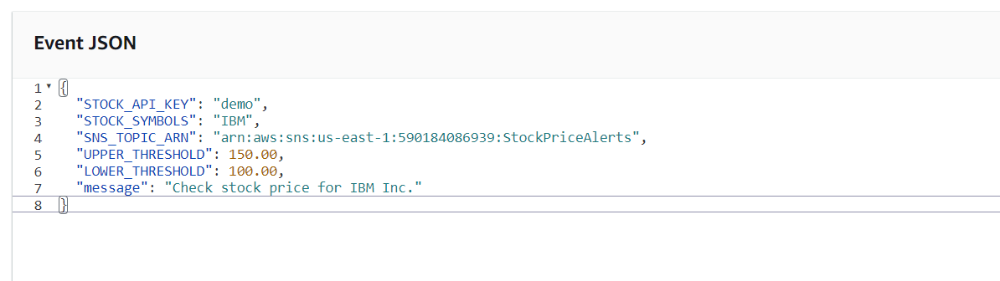 Event JSON
1 {
2 "STOCK_API_KEY": "demo",
3 "STOCK_SYMBOLS": "IBM",
4 "SNS_TOPIC_ARN": "arn:aws:sns:us-east-1:590184086939:StockPriceAlerts",
5 "UPPER_THRESHOLD": 150.00,
6 "LOWER_THRESHOLD": 100.00,
7 "message": "Check stock price for IBM Inc."
8 }